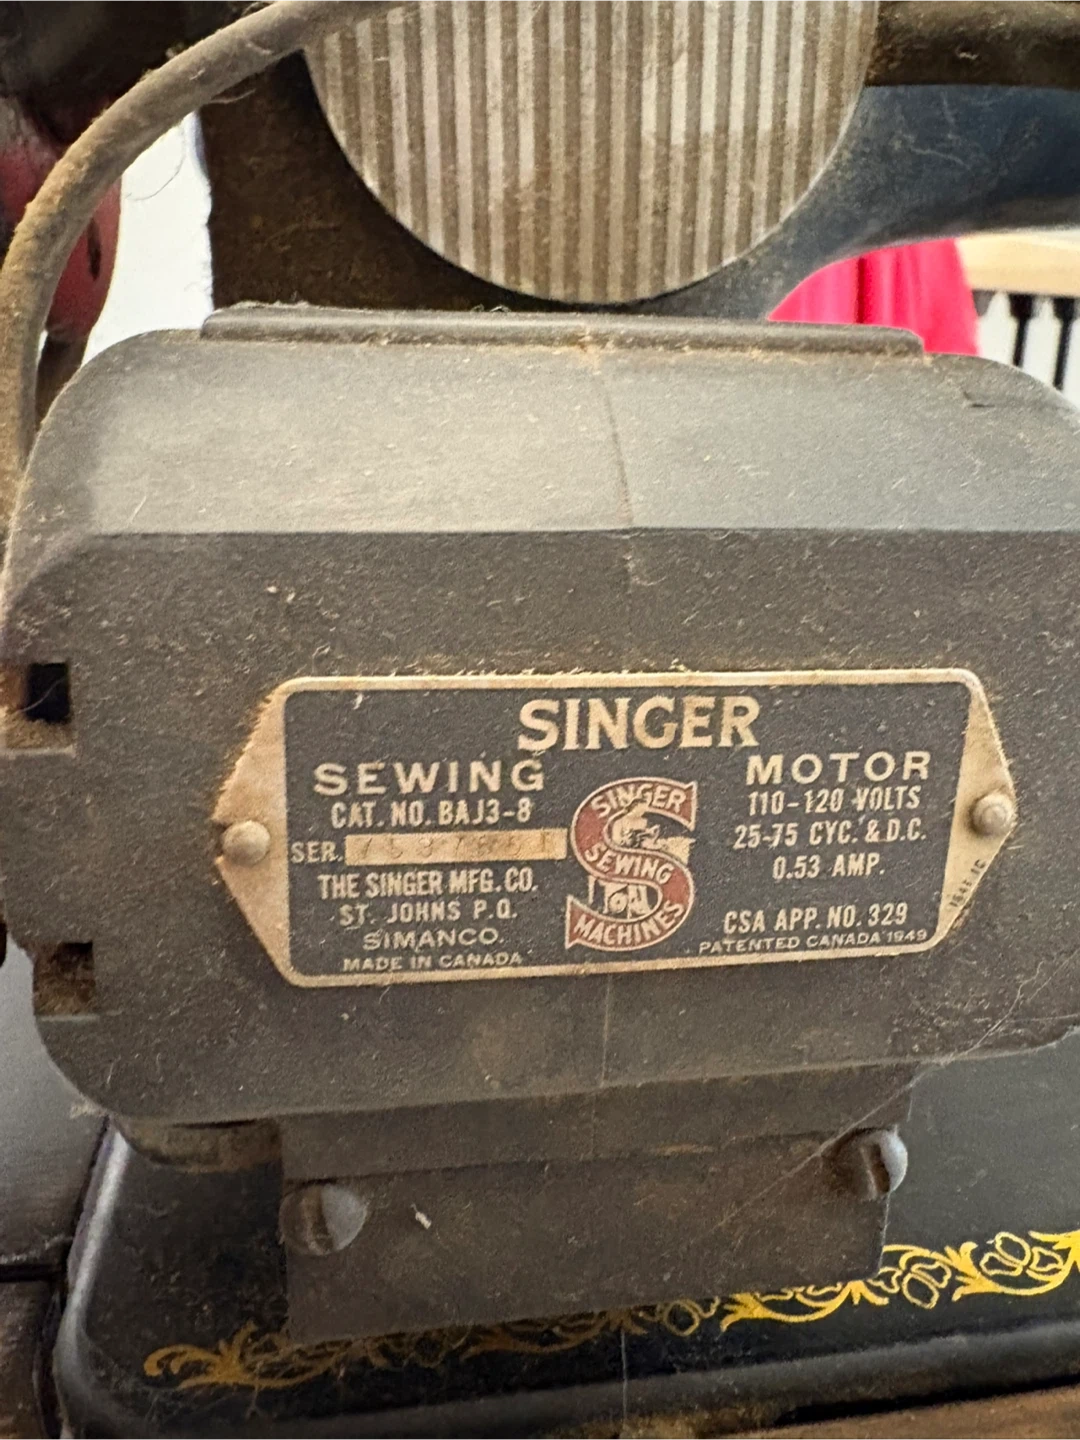 SINGER
SEWING
CAT. NO. BAJ3-8
SER.
THE SINGER MFG. CO.
ST. JOHNS P.Q.
SIMANCO.
MADE IN CANADA
SINGER
SEWING
MACHINES
MOTOR
110-120 VOLTS
25-75 CYC. & D.C.
0.53 AMP.
CSA APP. NO. 329
PATENTED CANADA 1949